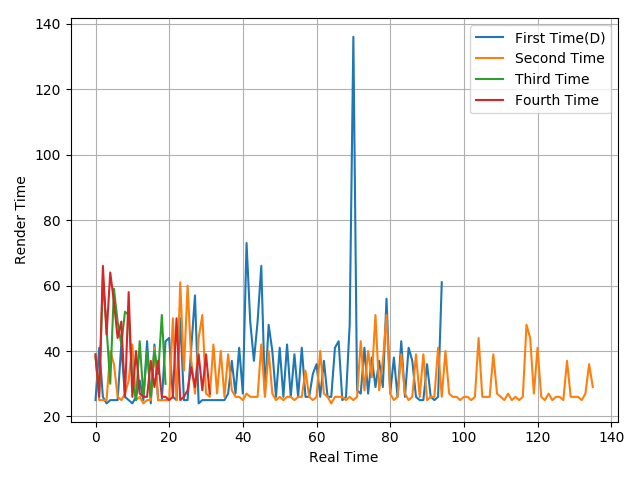 140
120
100
80
60
40
20
0 20 40 60 80 100 120 140
Render Time
Real Time
First Time(D)
Second Time
Third Time
Fourth Time